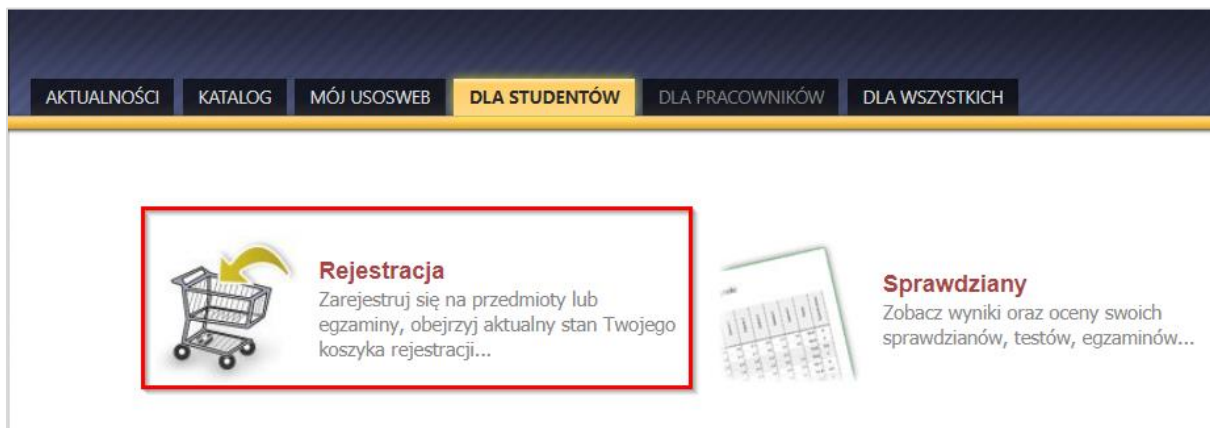 AKTUALNOŚCI KATALOG MÓJ USOSWEB DLA STUDENTÓW DLA PRACOWNIKÓW DLA WSZYSTKICH
Rejestracja
Zarejestruj się na przedmioty lub
egzaminy, obejrzyj aktualny stan Twojego
koszyka rejestracji...
Sprawdziany
Zobacz wyniki oraz oceny swoich
sprawdzianów, testów, egzaminów...